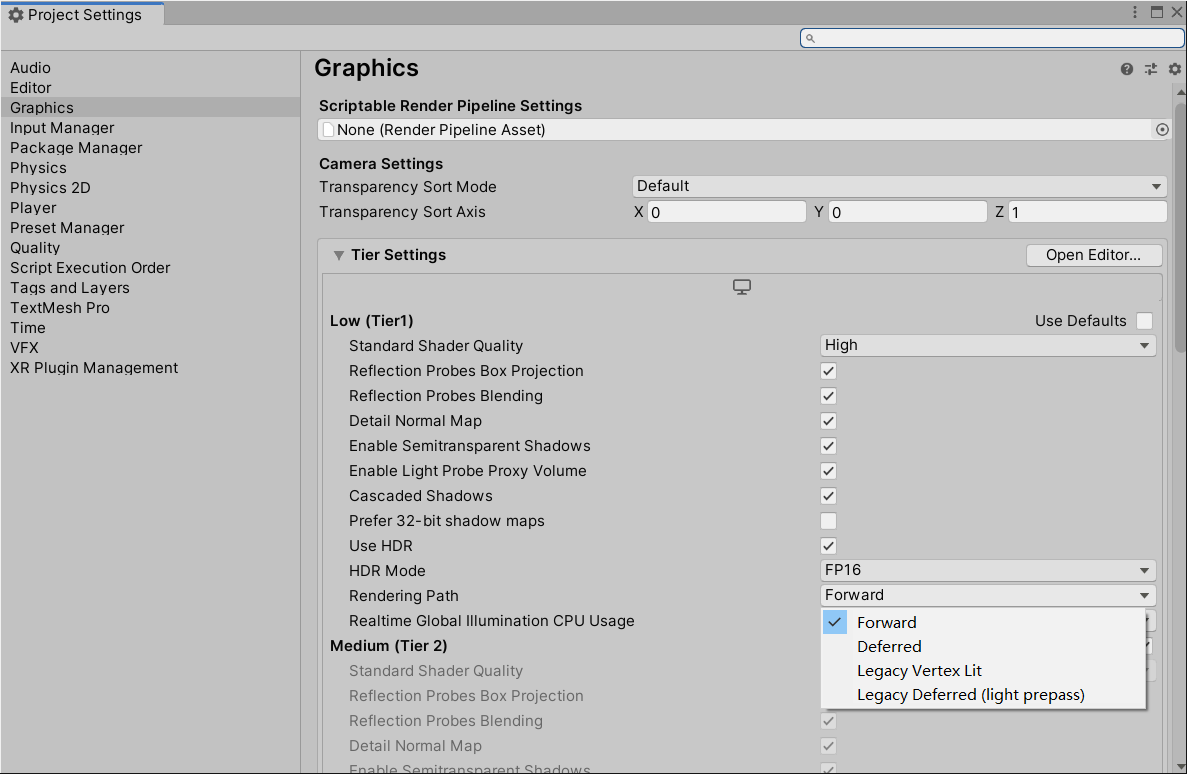 Project Settings
Audio
Editor
Graphics
Input Manager
Package Manager
Physics
Physics 2D
Player
Preset Manager
Quality
Script Execution Order
Tags and Layers
TextMesh Pro
Time
VFX
XR Plugin Management
Graphics
Scriptable Render Pipeline Settings
None (Render Pipeline Asset)
Camera Settings
Transparency Sort Mode Default
Transparency Sort Axis X 0 Y 0 Z 1
Tier Settings Open Editor...
Low (Tier1) Use Defaults
Standard Shader Quality High
Reflection Probes Box Projection
Reflection Probes Blending
Detail Normal Map
Enable Semitransparent Shadows
Enable Light Probe Proxy Volume
Cascaded Shadows
Prefer 32-bit shadow maps
Use HDR
HDR Mode FP16
Rendering Path Forward
Realtime Global Illumination CPU Usage
Forward
Deferred
Legacy Vertex Lit
Legacy Deferred (light prepass)
Medium (Tier 2)
Standard Shader Quality
Reflection Probes Box Projection
Reflection Probes Blending
Detail Normal Map
Enable Semitransparent Shadows